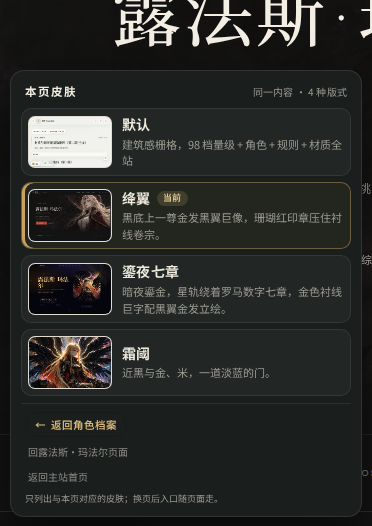 露法斯·
本页皮肤
同一内容 · 4 种版式
默认
建筑感栅格，98 档量级 + 角色 + 规则 + 材质全
站
绛翼 当前
黑底上一尊金发黑翼巨像，珊瑚红印章压住衬
线卷宗。
鎏夜七章
暗夜鎏金，星轨绕着罗马数字七章，金色衬线
巨字配黑翼金发立绘。
霜阈
近黑与金、米，一道淡蓝的门。
← 返回角色档案
回露法斯·玛法尔页面
返回主站首页
只列出与本页对应的皮肤；换页后入口随页面走。